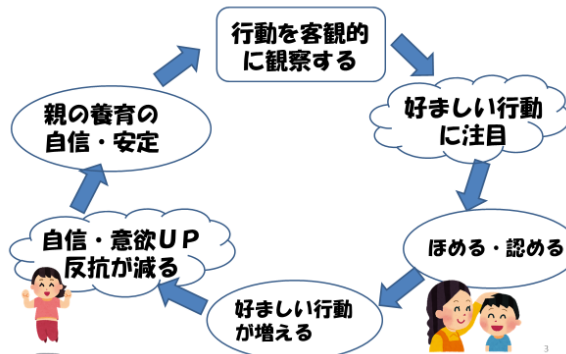 行動を客観的
に観察する
好ましい行動
に注目
ほめる・認める
好ましい行動
が増える
自信・意欲UP
反抗が減る
親の養育の
自信・安定
3